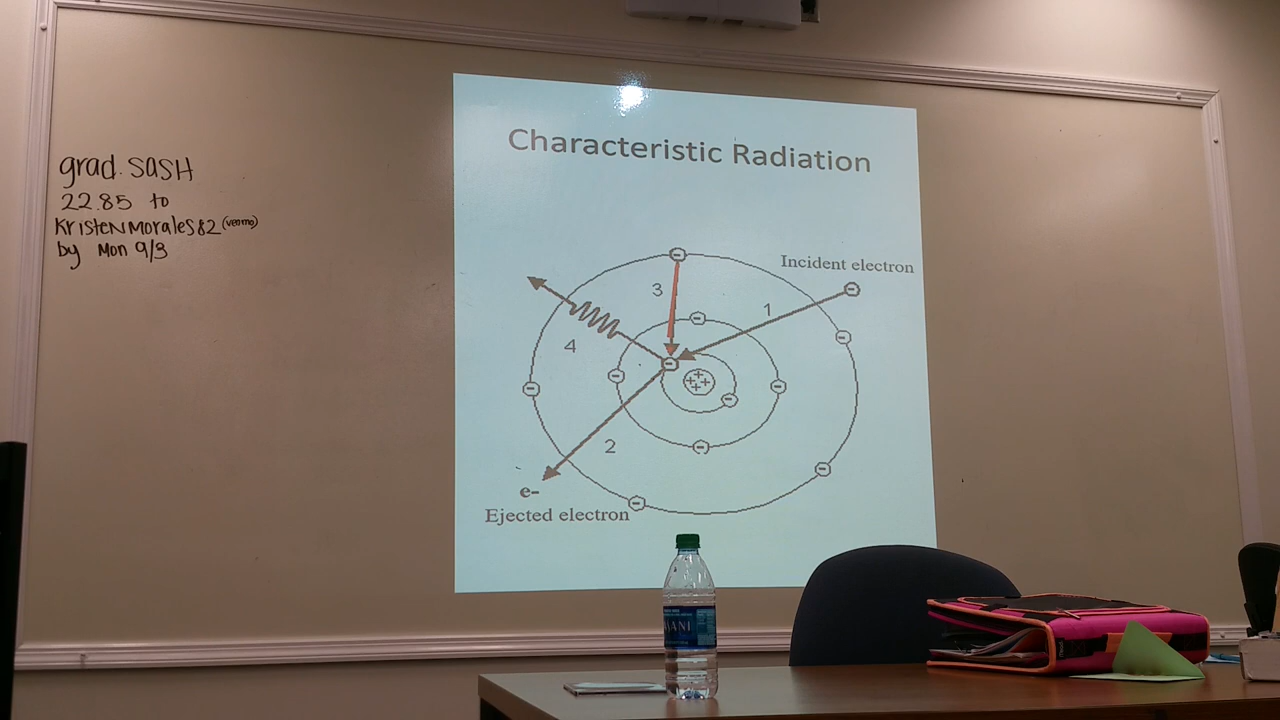 grad. SASH
22.85 to
KristenMorales82 (venmo)
by Mon 9/3
Characteristic Radiation
Incident electron
1
3
4
2
e-
Ejected electron